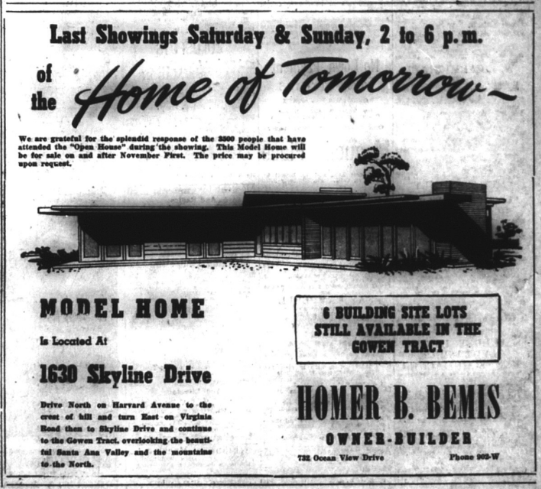 Last Showings Saturday & Sunday, 2 to 6 p.m.
of the Home of Tomorrow~
We are grateful for the splendid response of the 3500 people that have
attended the "Open House" during the showing. This Model Home will
be for sale on and after November First. The price may be procured
upon request.
MODEL HOME
Is Located At
1630 Skyline Drive
Drive North on Harvard Avenue to the
crest of hill and turn East on Virginia
Road then to Skyline Drive and continue
to the Gowen Tract, overlooking the beauti-
ful Santa Ana Valley and the mountains
to the North.
6 BUILDING SITE LOTS
STILL AVAILABLE IN THE
GOWEN TRACT
HOMER B. BEMIS
OWNER-BUILDER
732 Ocean View Drive Phone 909-W